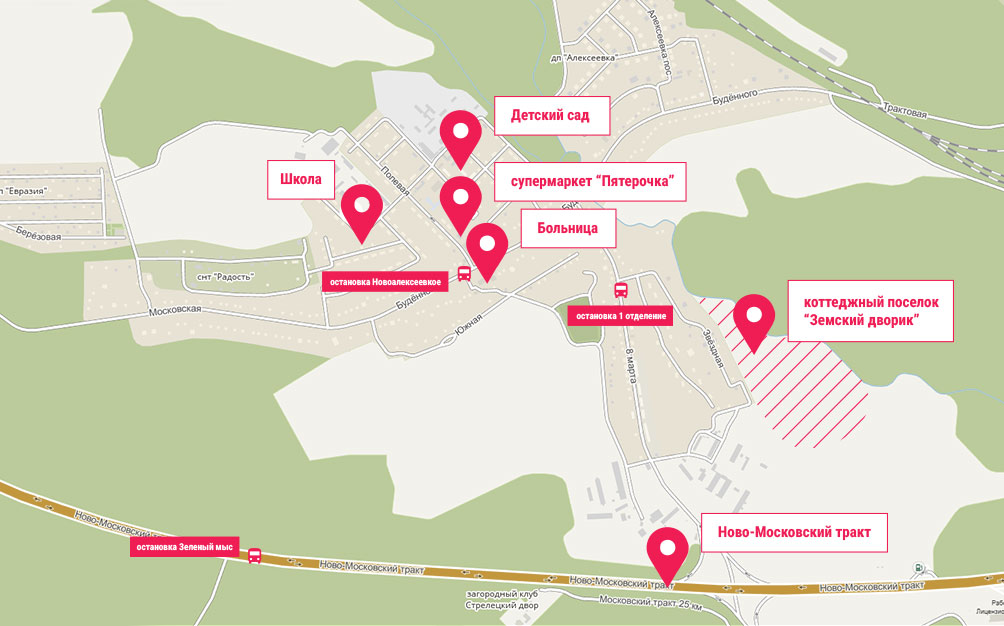 Алексеевка пос.
дп "Алексеевка"
Будённого
Трактовая
Детский сад
супермаркет “Пятерочка”
Школа
Полевая
Больница
"Евразия"
Берёзовая
снт "Радость"
остановка Новоалексеевкое
остановка 1 отделение
коттеджный поселок
“Земский дворик”
Московская
Южная
Звёздная
8 марта
Ново-Московский тракт
остановка Зеленый мыс
Ново-Московский тракт
Ново-Московский тракт
Ново-Московский тракт
загородный клуб
Стрелецкий двор
Московский тракт 25 км